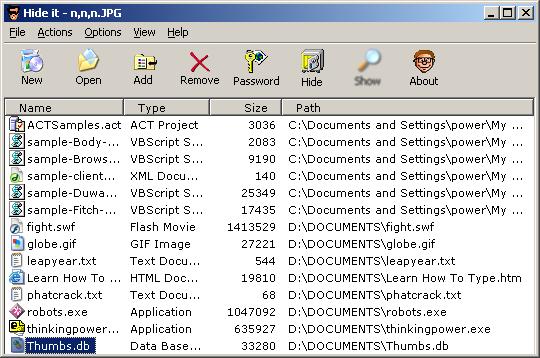 Hide it - n,n,n.JPG
File Actions Options View Help
New Open Add Remove Password Hide Show About
Name Type Size Path
ACTSamples.act ACT Project 3036 C:\Documents and Settings\power\My ...
sample-Body-... VBScript S... 2083 C:\Documents and Settings\power\My ...
sample-Brows... VBScript S... 9190 C:\Documents and Settings\power\My ...
sample-client... XML Docu... 140 C:\Documents and Settings\power\My ...
sample-Duwa... VBScript S... 25349 C:\Documents and Settings\power\My ...
sample-Fitch-... VBScript S... 17435 C:\Documents and Settings\power\My ...
fight.swf Flash Movie 1413529 D:\DOCUMENTS\fight.swf
globe.gif GIF Image 27221 D:\DOCUMENTS\globe.gif
leapyear.txt Text Docu... 544 D:\DOCUMENTS\leapyear.txt
Learn How To ... HTML Doc... 19810 D:\DOCUMENTS\Learn How To Type.htm
phatcrack.txt Text Docu... 68 D:\DOCUMENTS\phatcrack.txt
robots.exe Application 1047092 D:\DOCUMENTS\robots.exe
thinkingpower... Application 635927 D:\DOCUMENTS\thinkingpower.exe
Thumbs.db Data Base... 33280 D:\DOCUMENTS\Thumbs.db